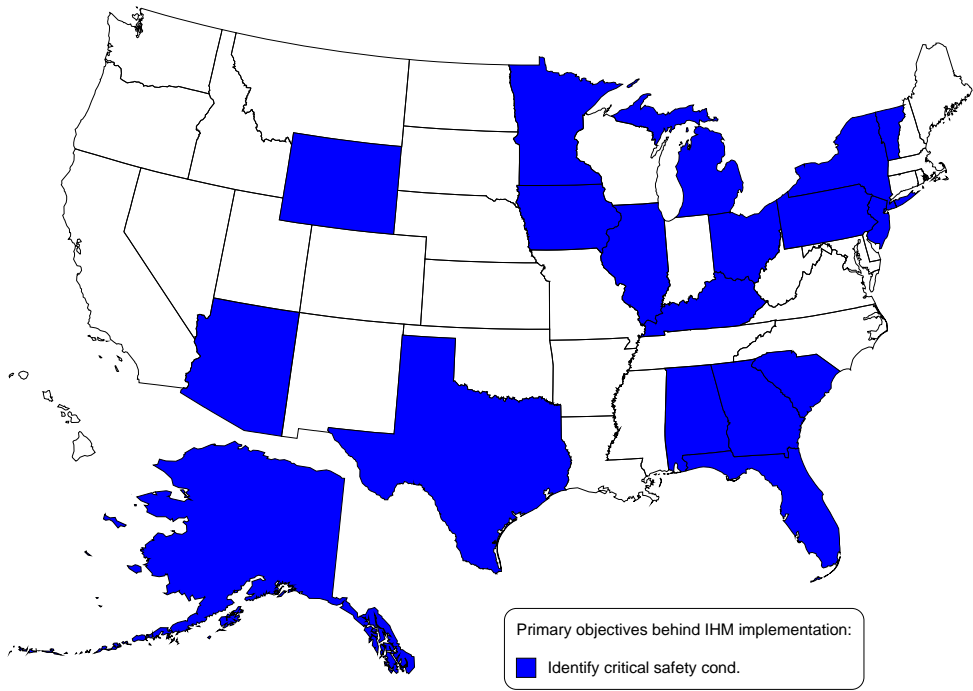 Primary objectives behind IHM implementation:
Identify critical safety cond.